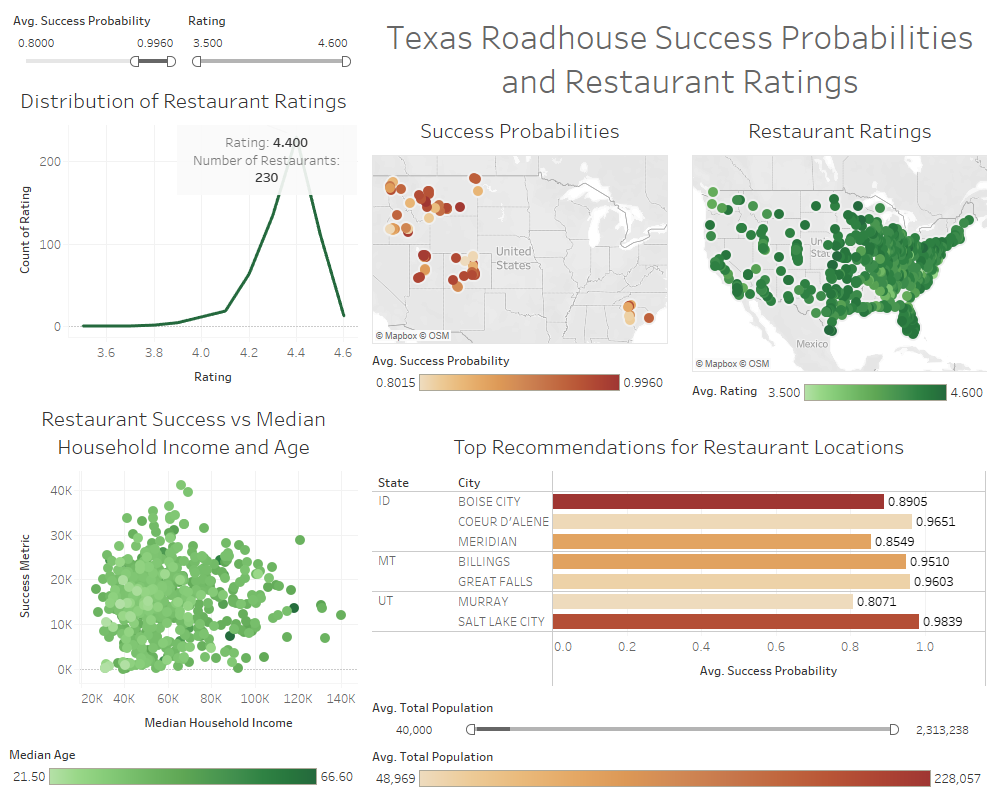 Avg. Success Probability
0.8000 0.9960
Rating
3.500 4.600
Texas Roadhouse Success Probabilities
and Restaurant Ratings
Distribution of Restaurant Ratings
Rating: 4.400
Number of Restaurants:
230
Count of Rating
200
100
0
3.6 3.8 4.0 4.2 4.4 4.6
Rating
Success Probabilities
United
States
© Mapbox © OSM
Avg. Success Probability
0.8015 0.9960
Restaurant Ratings
Mexico
© Mapbox © OSM
Avg. Rating 3.500 4.600
Restaurant Success vs Median
Household Income and Age
Success Metric
40K
30K
20K
10K
0K
20K 40K 60K 80K 100K 120K 140K
Median Household Income
Median Age
21.50 66.60
Top Recommendations for Restaurant Locations
State City
ID BOISE CITY 0.8905
COEUR D'ALENE 0.9651
MERIDIAN 0.8549
MT BILLINGS 0.9510
GREAT FALLS 0.9603
UT MURRAY 0.8071
SALT LAKE CITY 0.9839
0.0 0.2 0.4 0.6 0.8 1.0
Avg. Success Probability
Avg. Total Population
40,000 2,313,238
Avg. Total Population
48,969 228,057